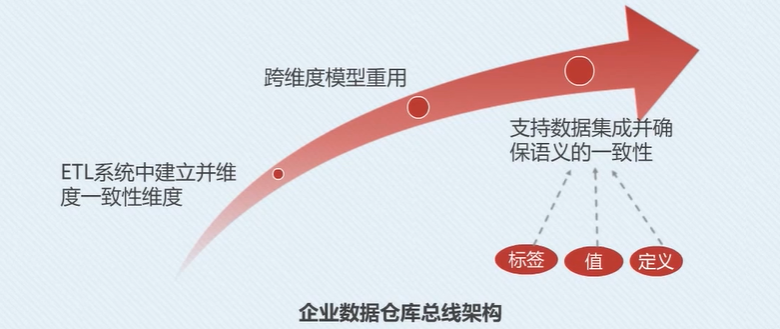 跨维度模型重用
支持数据集成并确
保语义的一致性
ETL系统中建立并维
度一致性维度
标签
值
定义
企业数据仓库总线架构